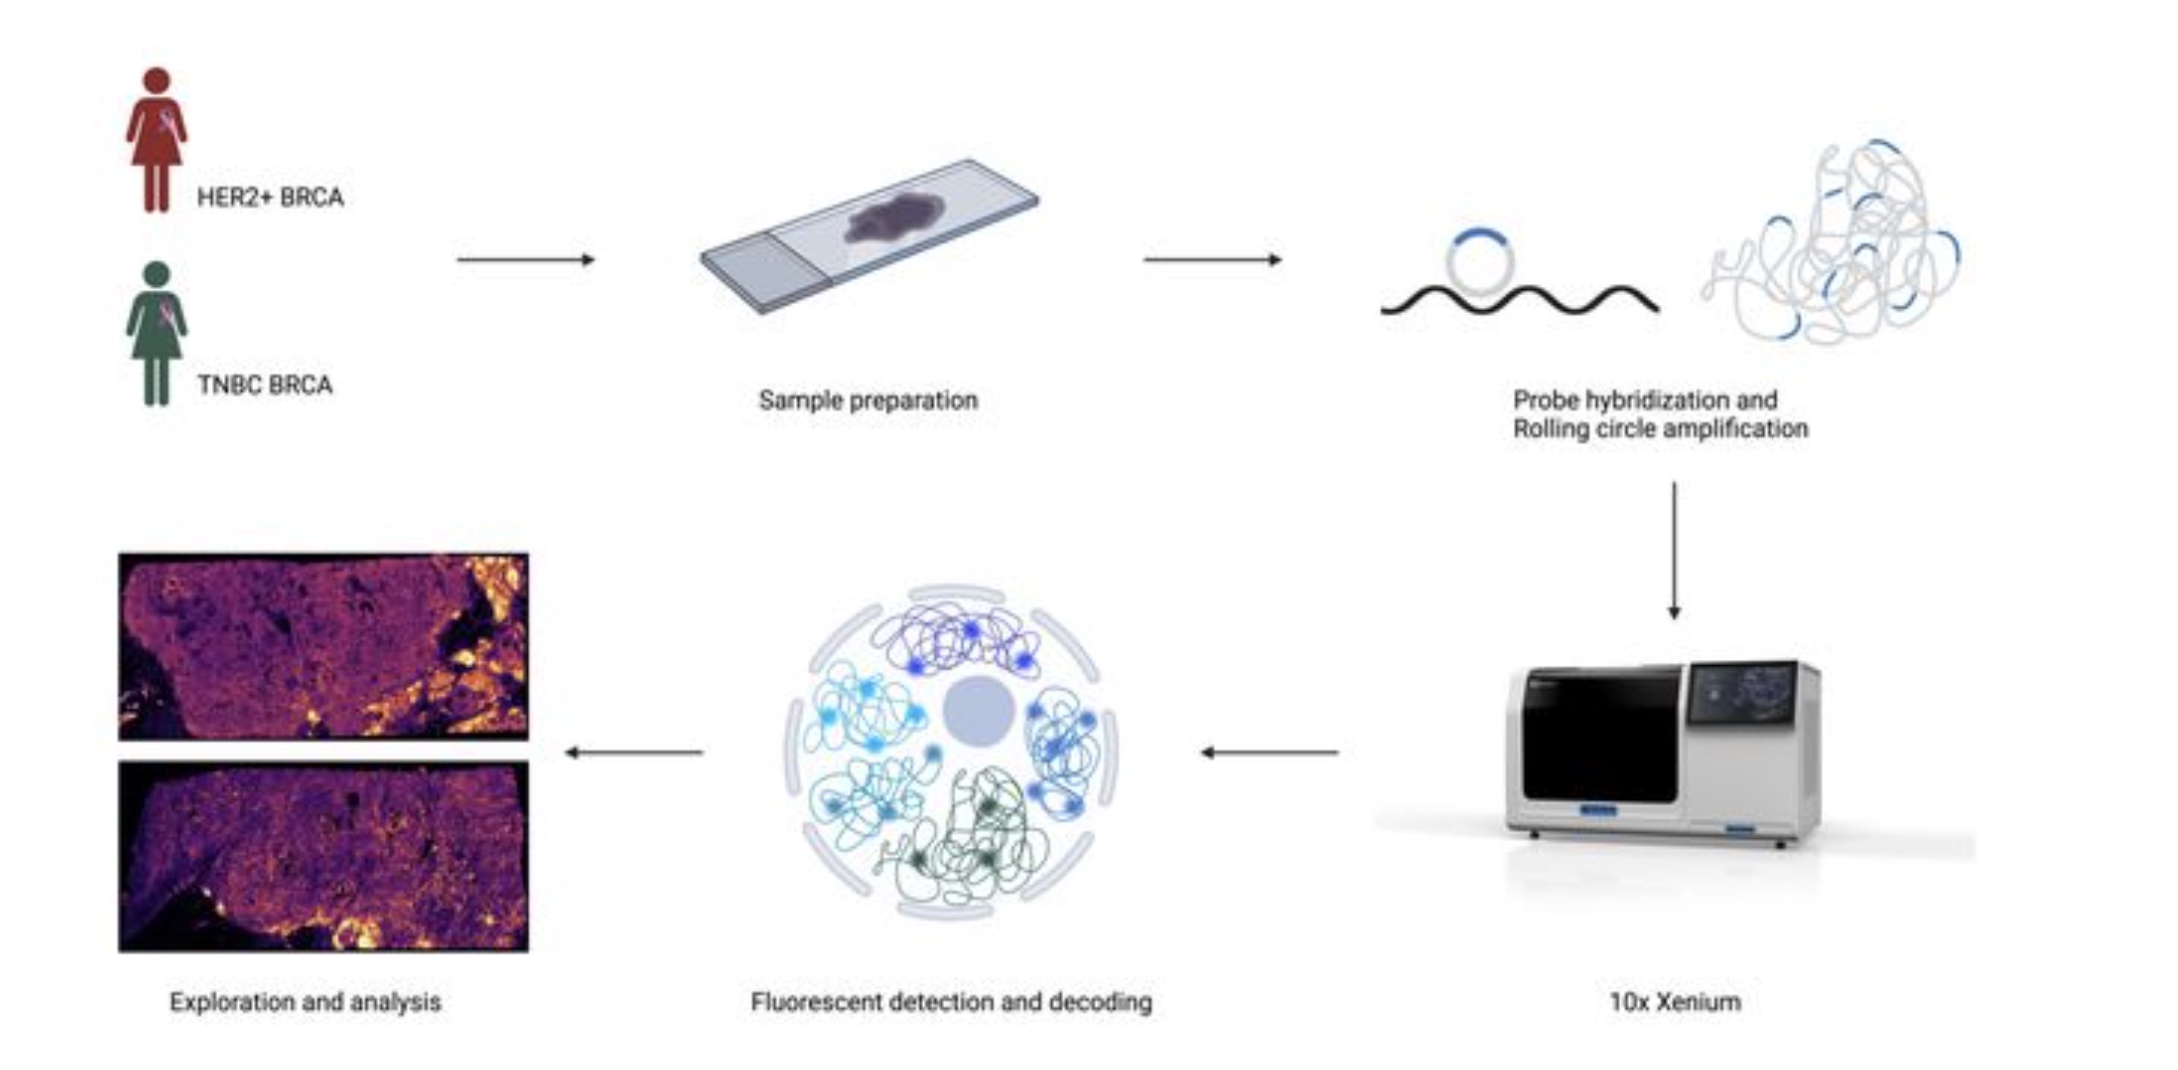 HER2+ BRCA
TNBC BRCA
Sample preparation
Probe hybridization and
Rolling circle amplification
10x Xenium
Fluorescent detection and decoding
Exploration and analysis